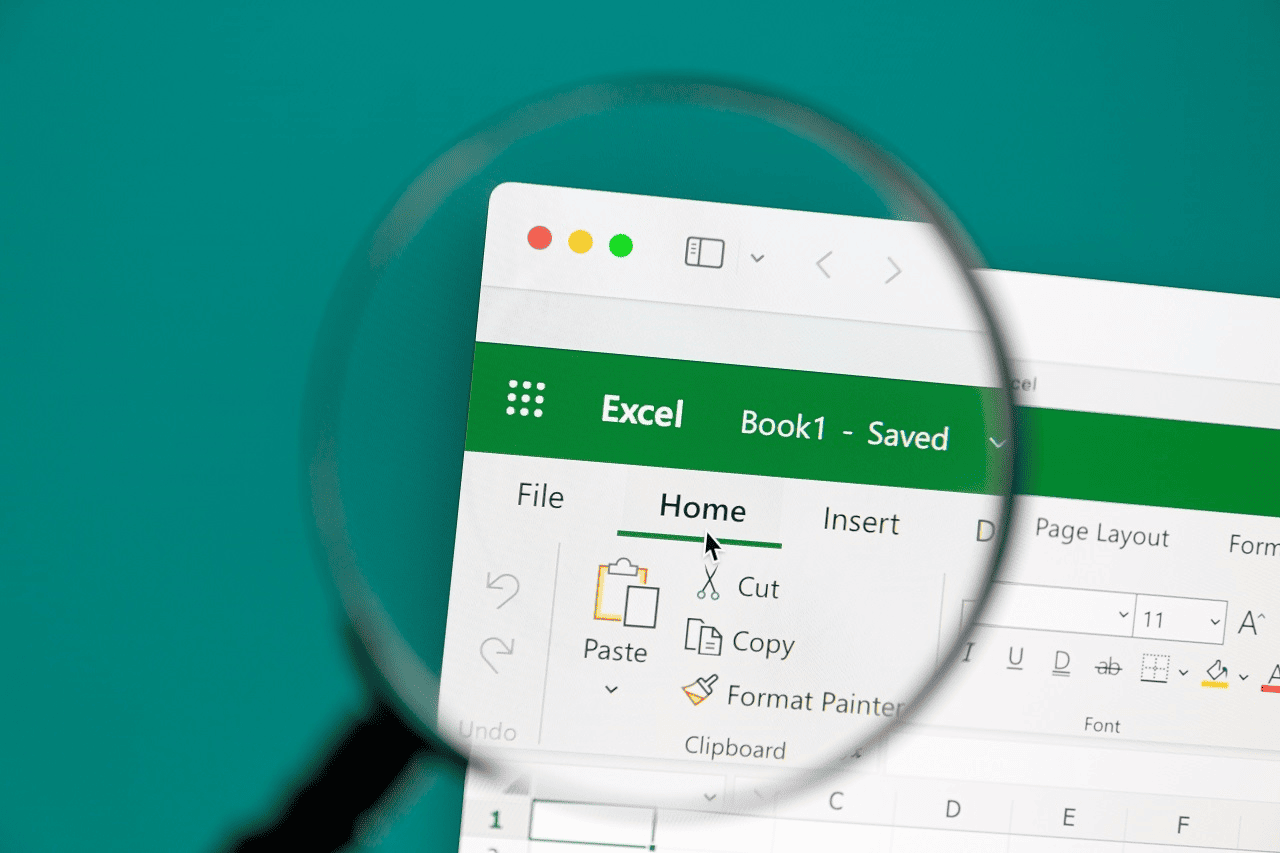 cel
Excel Book1 - Saved
File Home Insert D Page Layout Form
Cut
11 A
Copy
Paste
I U D ab A
Format Painter
Undo
Clipboard
Font
C D E F
1